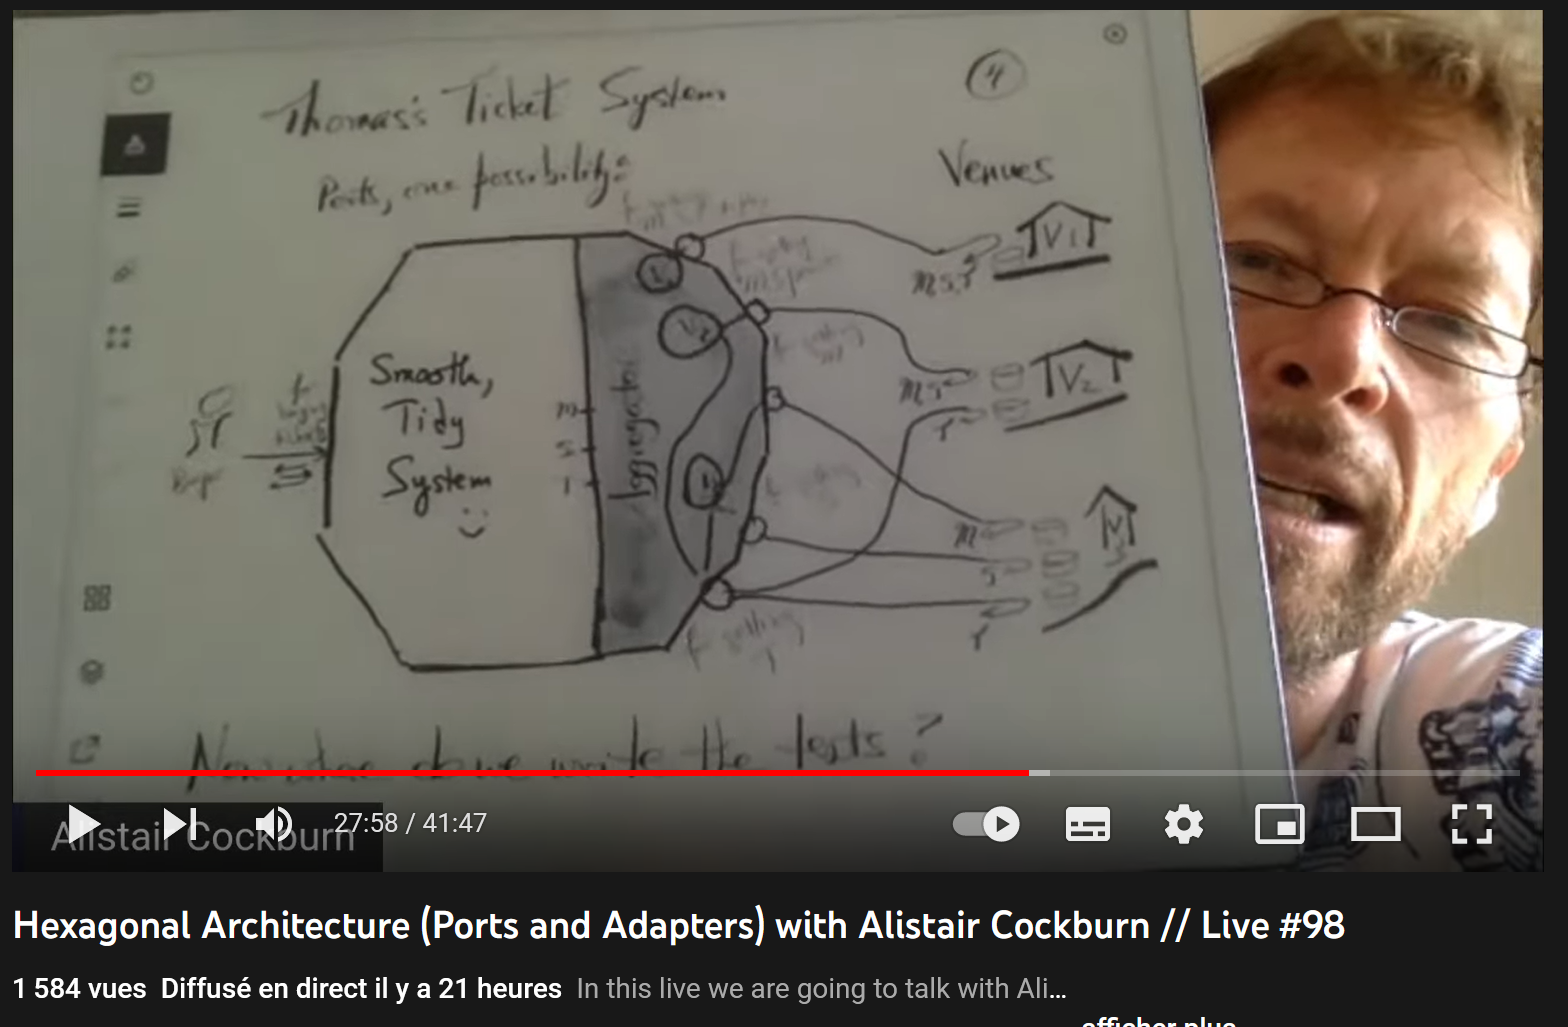 Thomas's Ticket System
4
Ports, one possibility:
Venues
V1
M S T
Smooth,
Tidy
System
Aggregator
M
S
T
V2
V2
M S
T
M
S
T
V3
f selling
T
Now what do we write the tests?
Alistair Cockburn
27:58 / 41:47
Hexagonal Architecture (Ports and Adapters) with Alistair Cockburn // Live #98
1 584 vues Diffusé en direct il y a 21 heures In this live we are going to talk with Ali...
afficher plus